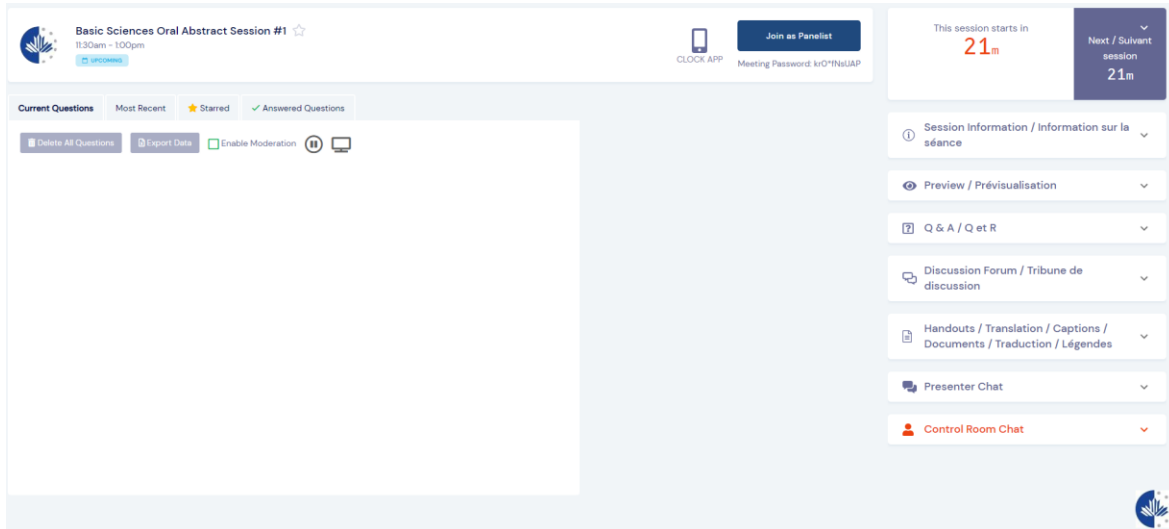 Basic Sciences Oral Abstract Session #1
11:30am - 1:00pm
UPCOMING
CLOCK APP
Join as Panelist
Meeting Password: krO*fNsUAP
This session starts in
21m
Next / Suivant
session
21m
Current Questions
Most Recent
Starred
Answered Questions
Delete All Questions
Export Data
Enable Moderation
Session Information / Information sur la
séance
Preview / Prévisualisation
Q & A / Q et R
Discussion Forum / Tribune de
discussion
Handouts / Translation / Captions /
Documents / Traduction / Légendes
Presenter Chat
Control Room Chat